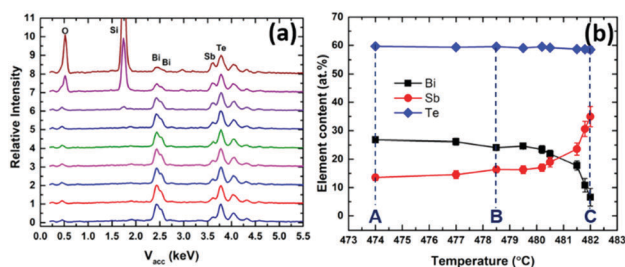 (a)
O
Si
Bi
Bi
Sb
Te
Relative Intensity
11
10
9
8
7
6
5
4
3
2
1
0
0.5 1.0 1.5 2.0 2.5 3.0 3.5 4.0 4.5 5.0 5.5
Vacc (keV)
(b)
Element content (at.%)
70
60
50
40
30
20
10
0
Bi
Sb
Te
A
B
C
473 474 475 476 477 478 479 480 481 482 483
Temperature (°C)